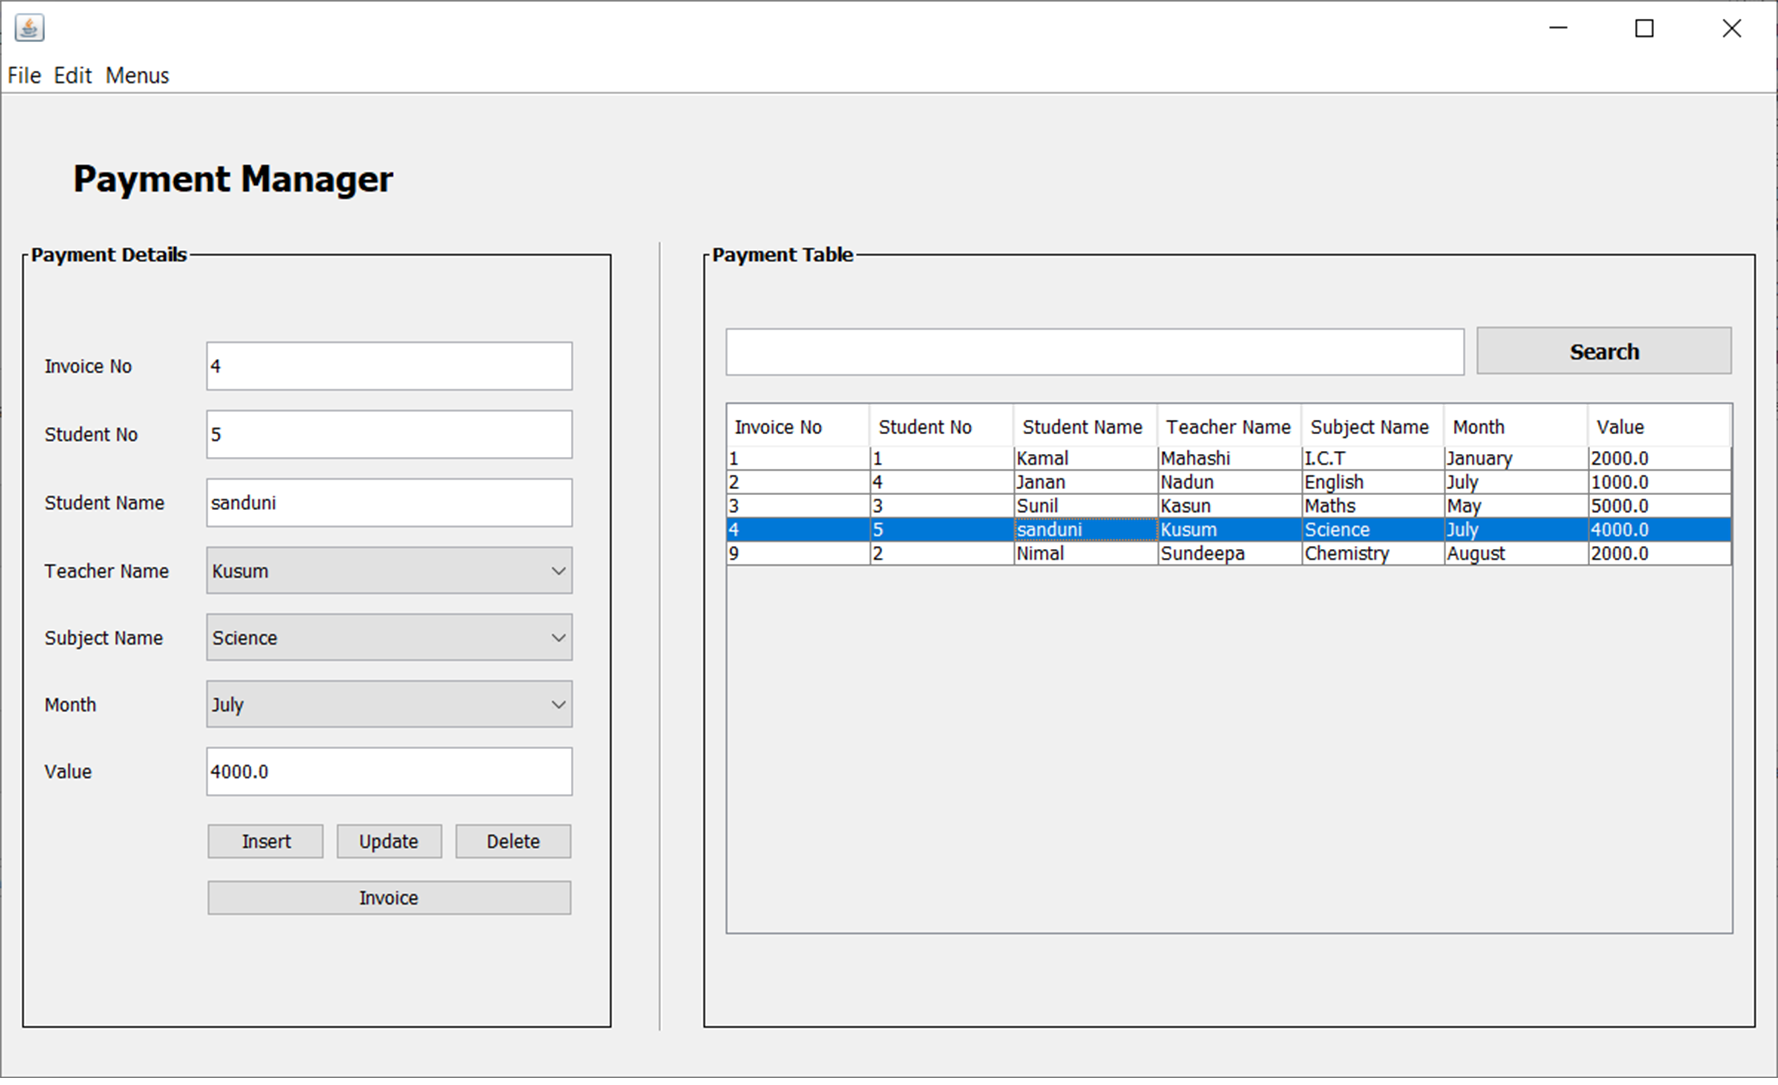 File Edit Menus
Payment Manager
Payment Details
Invoice No 4
Student No 5
Student Name sanduni
Teacher Name Kusum
Subject Name Science
Month July
Value 4000.0
Insert Update Delete
Invoice
Payment Table
Search
Invoice No Student No Student Name Teacher Name Subject Name Month Value
1 1 Kamal Mahashi I.C.T January 2000.0
2 4 Janan Nadun English July 1000.0
3 3 Sunil Kasun Maths May 5000.0
4 5 sanduni Kusum Science July 4000.0
9 2 Nimal Sundeepa Chemistry August 2000.0